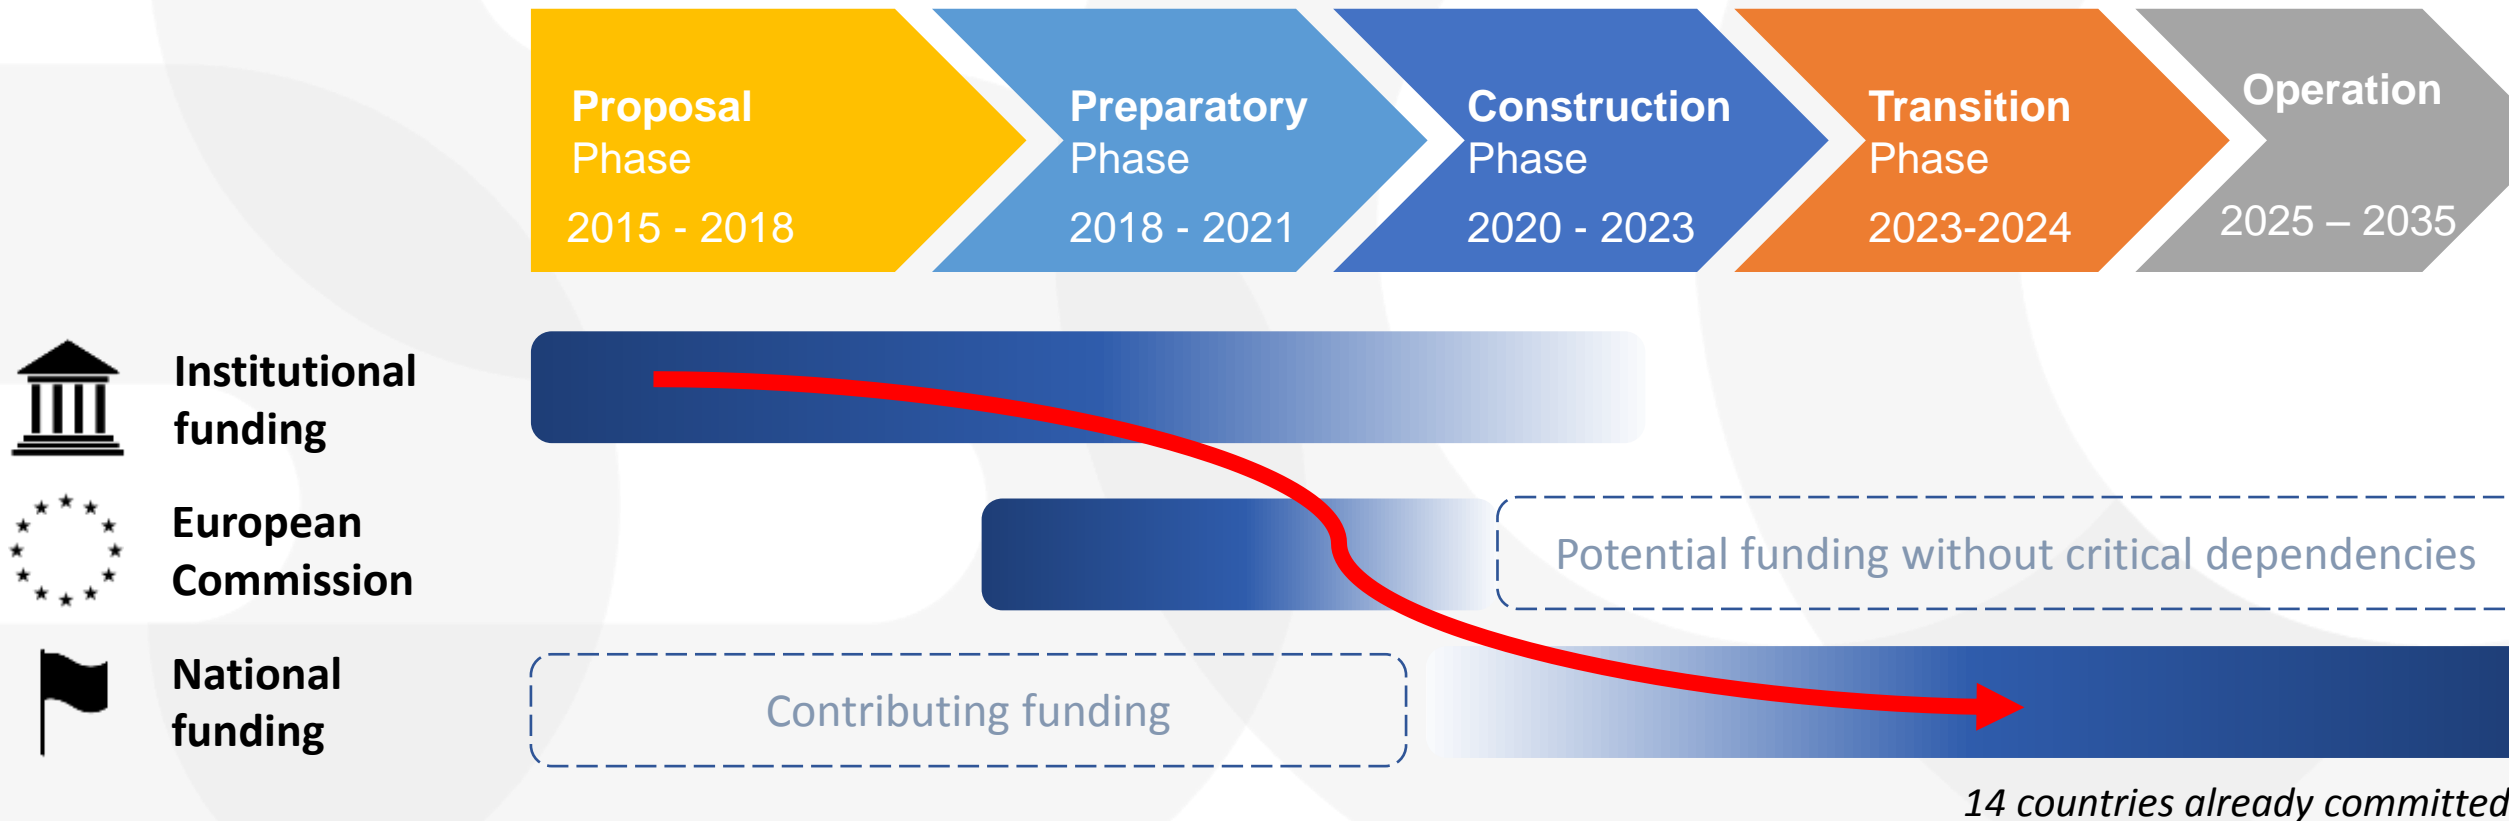 Proposal
Phase
2015 - 2018
Preparatory
Phase
2018 - 2021
Construction
Phase
2020 - 2023
Transition
Phase
2023-2024
Operation
2025 – 2035
Institutional
funding
European
Commission
Potential funding without critical dependencies
National
funding
Contributing funding
14 countries already committed